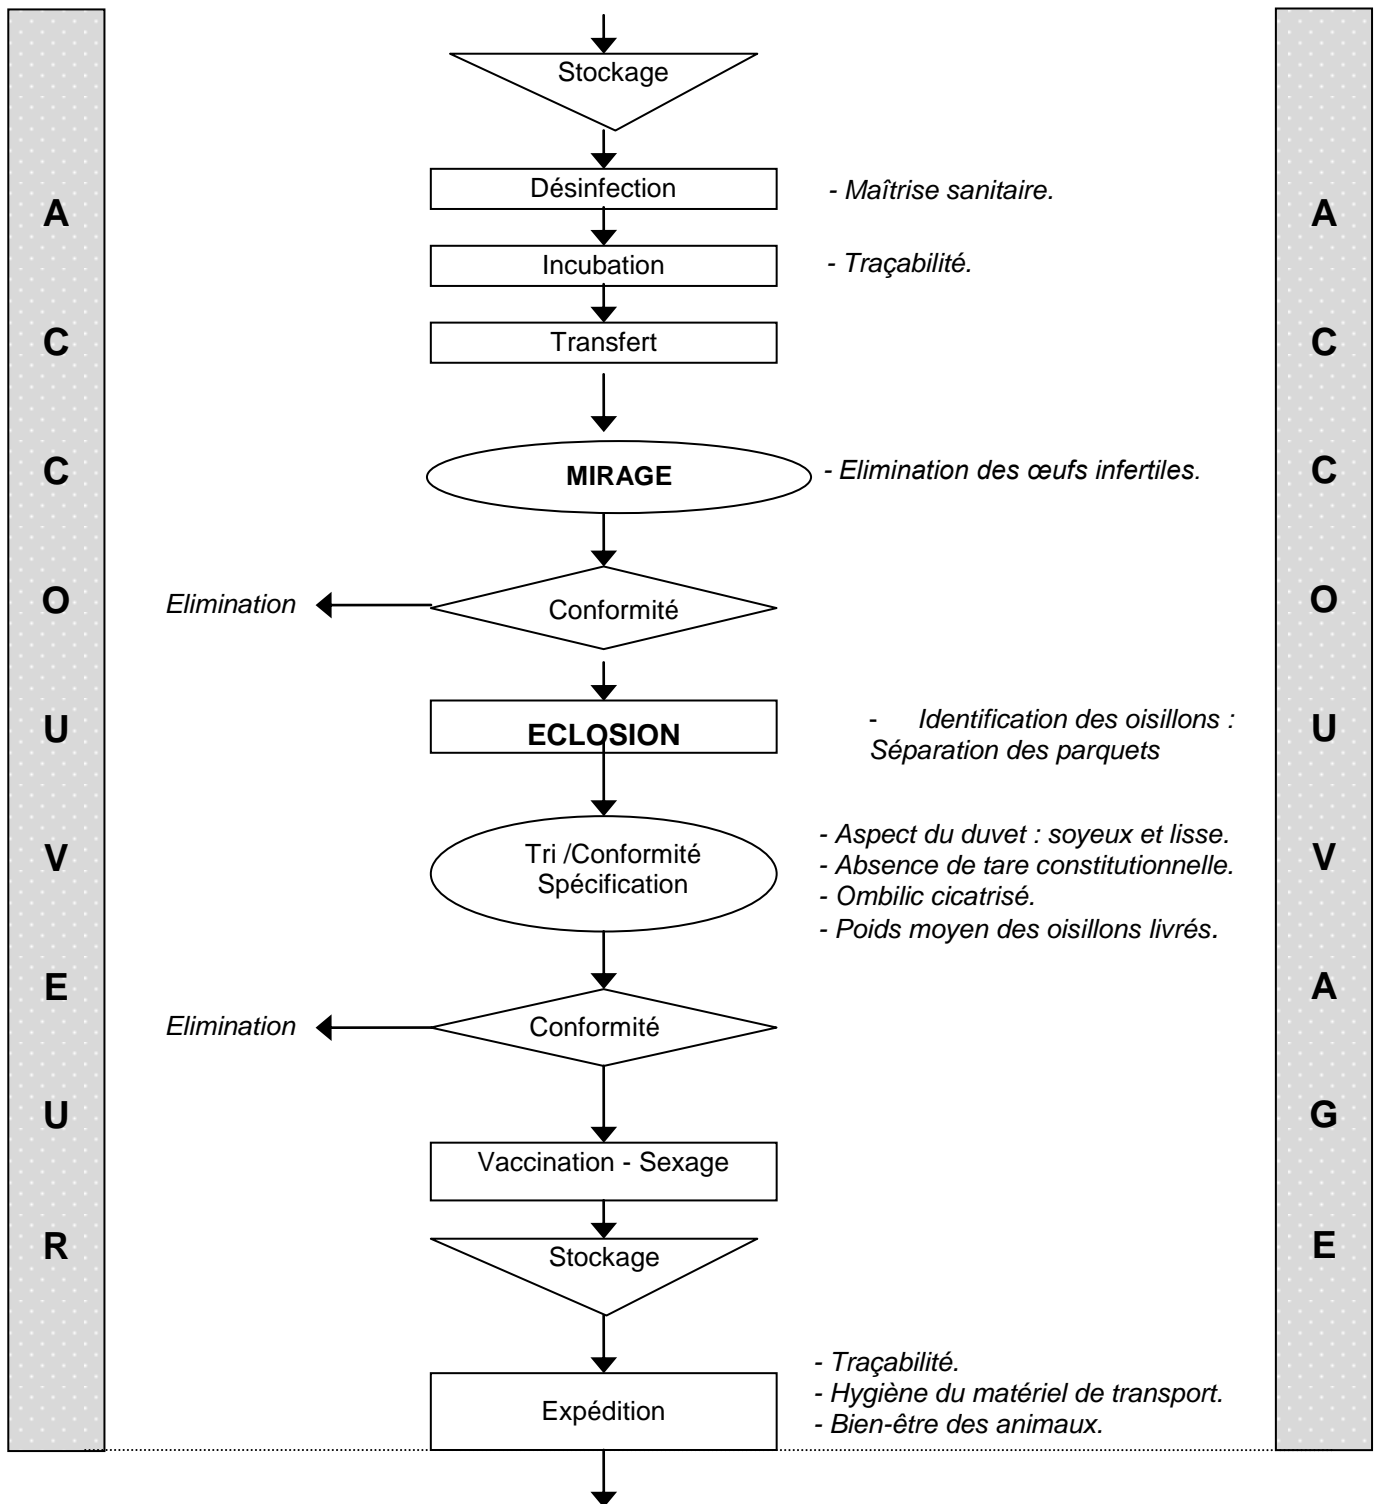 Stockage
Désinfection
- Maîtrise sanitaire.
Incubation
- Traçabilité.
Transfert
MIRAGE
- Elimination des œufs infertiles.
Elimination
Conformité
ECLOSION
- Identification des oisillons :
Séparation des parquets
Tri /Conformité
Spécification
- Aspect du duvet : soyeux et lisse.
- Absence de tare constitutionnelle.
- Ombilic cicatrisé.
- Poids moyen des oisillons livrés.
Elimination
Conformité
Vaccination - Sexage
Stockage
Expédition
- Traçabilité.
- Hygiène du matériel de transport.
- Bien-être des animaux.
A
C
C
O
U
V
E
U
R
A
C
C
O
U
V
A
G
E